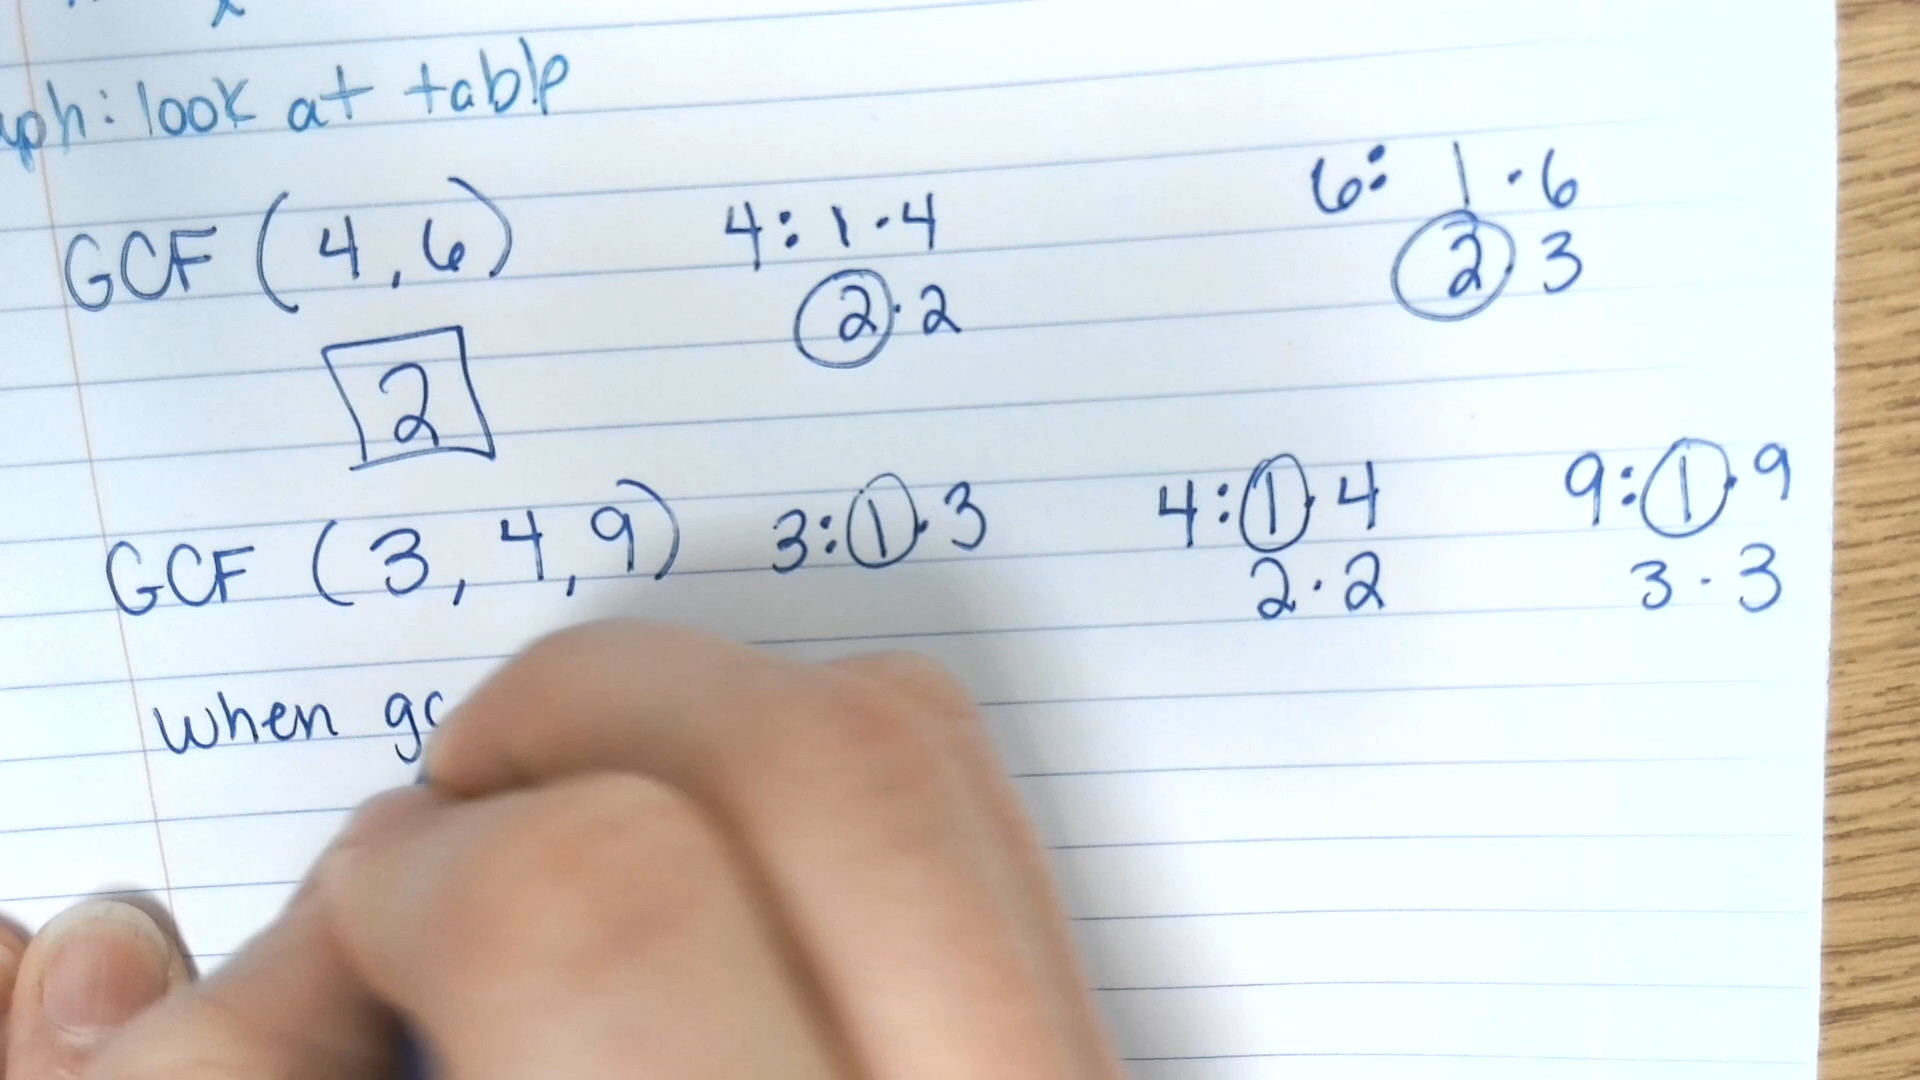 look at table
GCF (4,6) 4: 1·4 6: 1·6
2·2 2·3
2
GCF (3,4,9) 3: 1·3 4: 1·4 9: 1·9
2·2 3·3
when